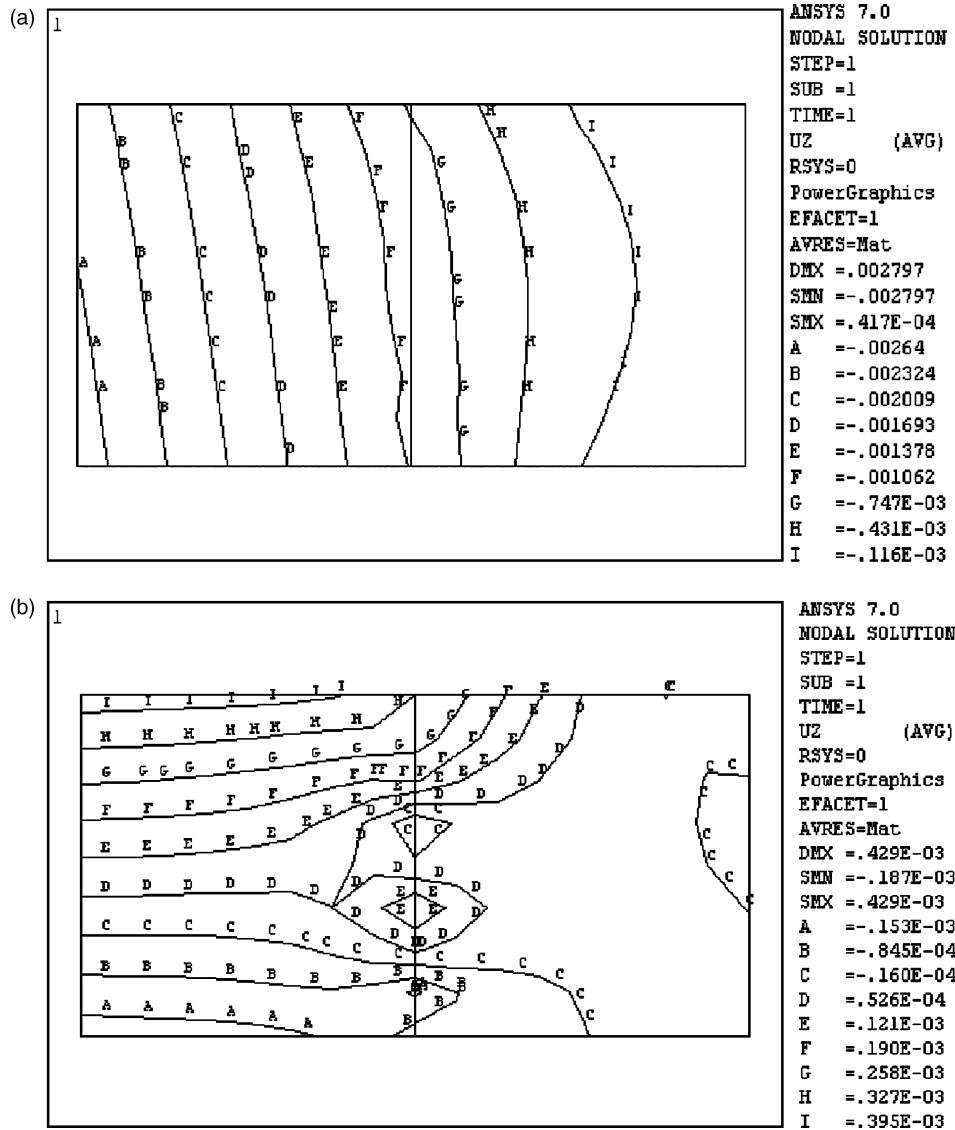 (a)
1
ANSYS 7.0
NODAL SOLUTION
STEP=1
SUB =1
TIME=1
UZ (AVG)
RSYS=0
PowerGraphics
EFACET=1
AVRES=Mat
DMX =.002797
SMN =-.002797
SMX =.417E-04
A =-.00264
B =-.002324
C =-.002009
D =-.001693
E =-.001378
F =-.001062
G =-.747E-03
H =-.431E-03
I =-.116E-03
(b)
1
ANSYS 7.0
NODAL SOLUTION
STEP=1
SUB =1
TIME=1
UZ (AVG)
RSYS=0
PowerGraphics
EFACET=1
AVRES=Mat
DMX =.429E-03
SMN =-.187E-03
SMX =.429E-03
A =-.153E-03
B =-.845E-04
C =-.160E-04
D =.526E-04
E =.121E-03
F =.190E-03
G =.258E-03
H =.327E-03
I =.395E-03